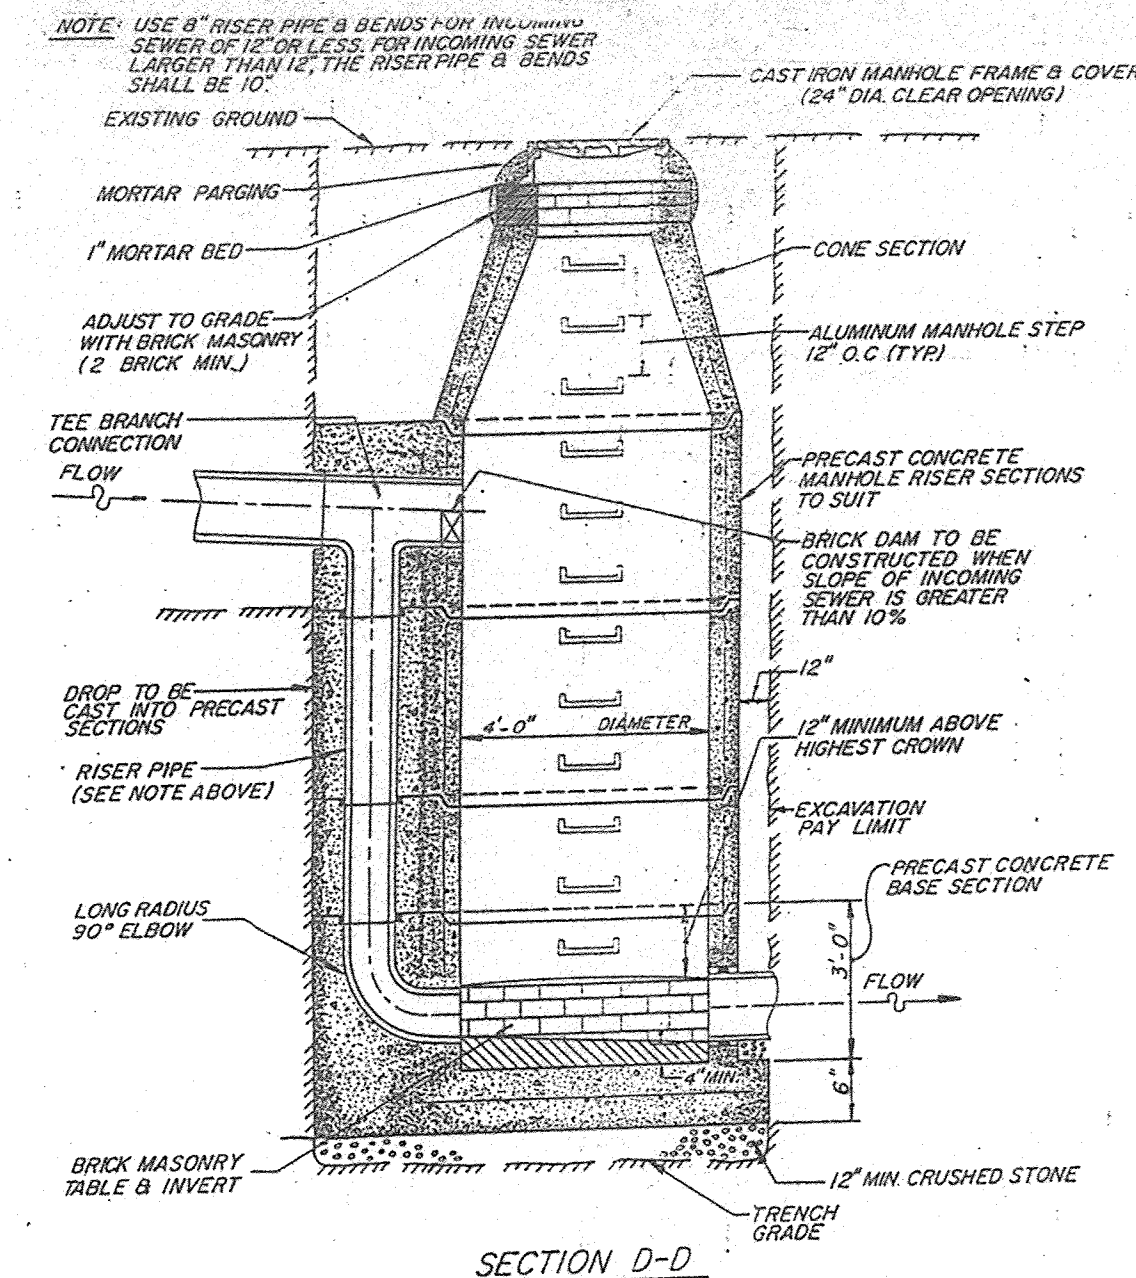 NOTE: USE 8" RISER PIPE & BENDS FOR INCOMING
SEWER OF 12" OR LESS. FOR INCOMING SEWER
LARGER THAN 12", THE RISER PIPE & BENDS
SHALL BE 10".
CAST IRON MANHOLE FRAME & COVER
(24" DIA. CLEAR OPENING)
EXISTING GROUND
MORTAR PARGING
1" MORTAR BED
CONE SECTION
ADJUST TO GRADE
WITH BRICK MASONRY
(2 BRICK MIN.)
ALUMINUM MANHOLE STEP
12" O.C (TYP.)
TEE BRANCH
CONNECTION
FLOW
PRECAST CONCRETE
MANHOLE RISER SECTIONS
TO SUIT
BRICK DAM TO BE
CONSTRUCTED WHEN
SLOPE OF INCOMING
SEWER IS GREATER
THAN 10%
12"
DROP TO BE
CAST INTO PRECAST
SECTIONS
4'-0" DIAMETER
12" MINIMUM ABOVE
HIGHEST CROWN
RISER PIPE
(SEE NOTE ABOVE)
EXCAVATION
PAY LIMIT
PRECAST CONCRETE
BASE SECTION
LONG RADIUS
90° ELBOW
3'-0"
FLOW
4" MIN.
6"
BRICK MASONRY
TABLE & INVERT
12" MIN. CRUSHED STONE
TRENCH
GRADE
SECTION D-D